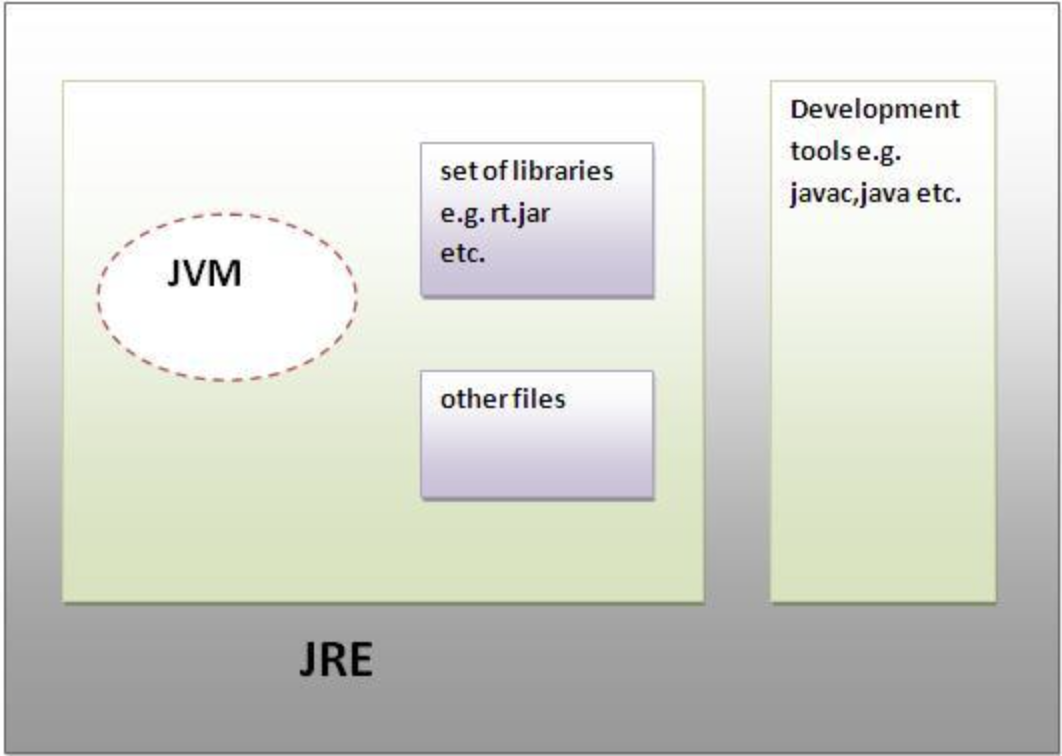 JVM
set of libraries
e.g. rt.jar
etc.
other files
Development
tools e.g.
javac,java etc.
JRE